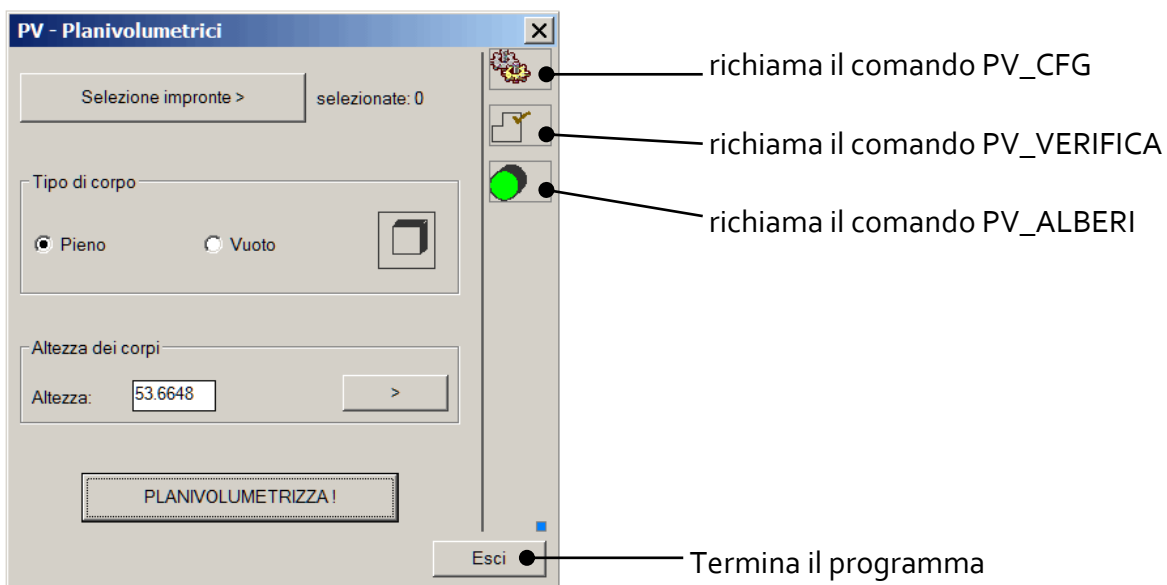 PV - Planivolumetrici
richiama il comando PV_CFG
Selezione impronte >
selezionate: 0
richiama il comando PV_VERIFICA
Tipo di corpo
richiama il comando PV_ALBERI
Pieno
Vuoto
Altezza dei corpi
Altezza:
53.6648
>
PLANIVOLUMETRIZZA !
Esci
Termina il programma